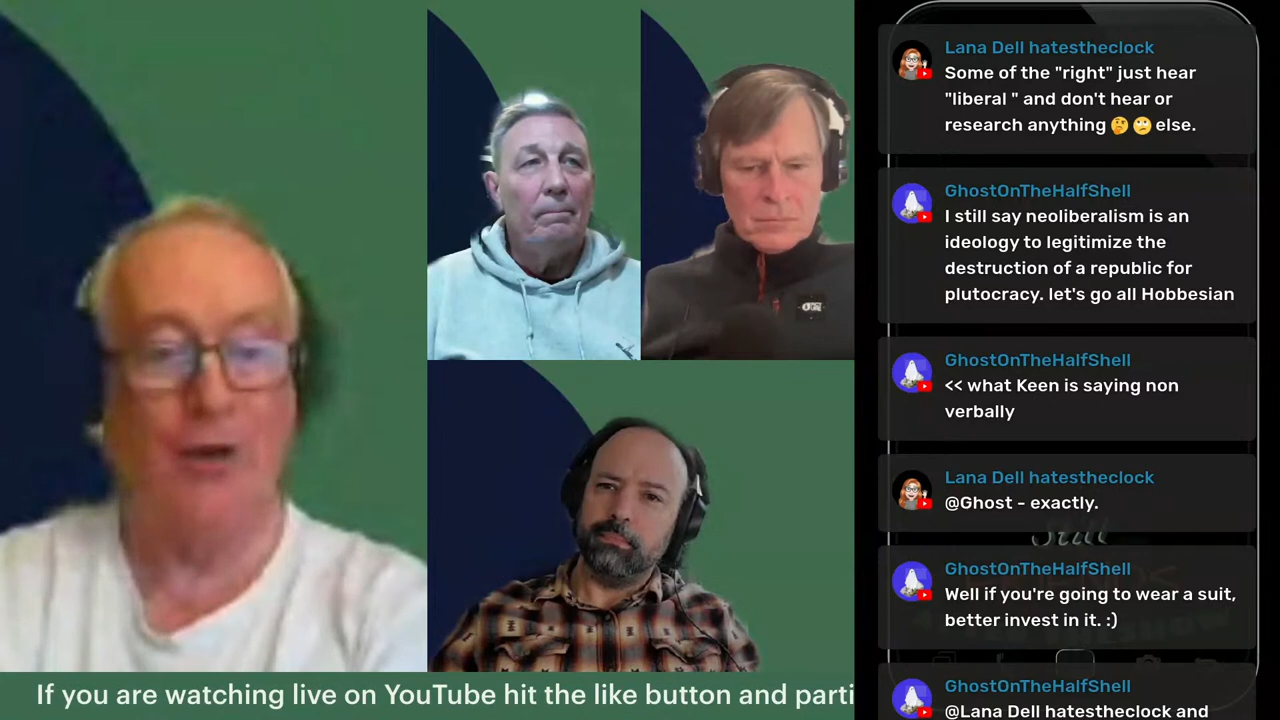 Lana Dell hatestheclock
Some of the "right" just hear
"liberal " and don't hear or
research anything 🤔 🙄 else.
GhostOnTheHalfShell
I still say neoliberalism is an
ideology to legitimize the
destruction of a republic for
plutocracy. let's go all Hobbesian
GhostOnTheHalfShell
<< what Keen is saying non
verbally
Lana Dell hatestheclock
@Ghost - exactly.
Still
GhostOnTheHalfShell
Well if you're going to wear a suit,
better invest in it. :)
GhostOnTheHalfShell
@Lana Dell hatestheclock and
If you are watching live on YouTube hit the like button and parti